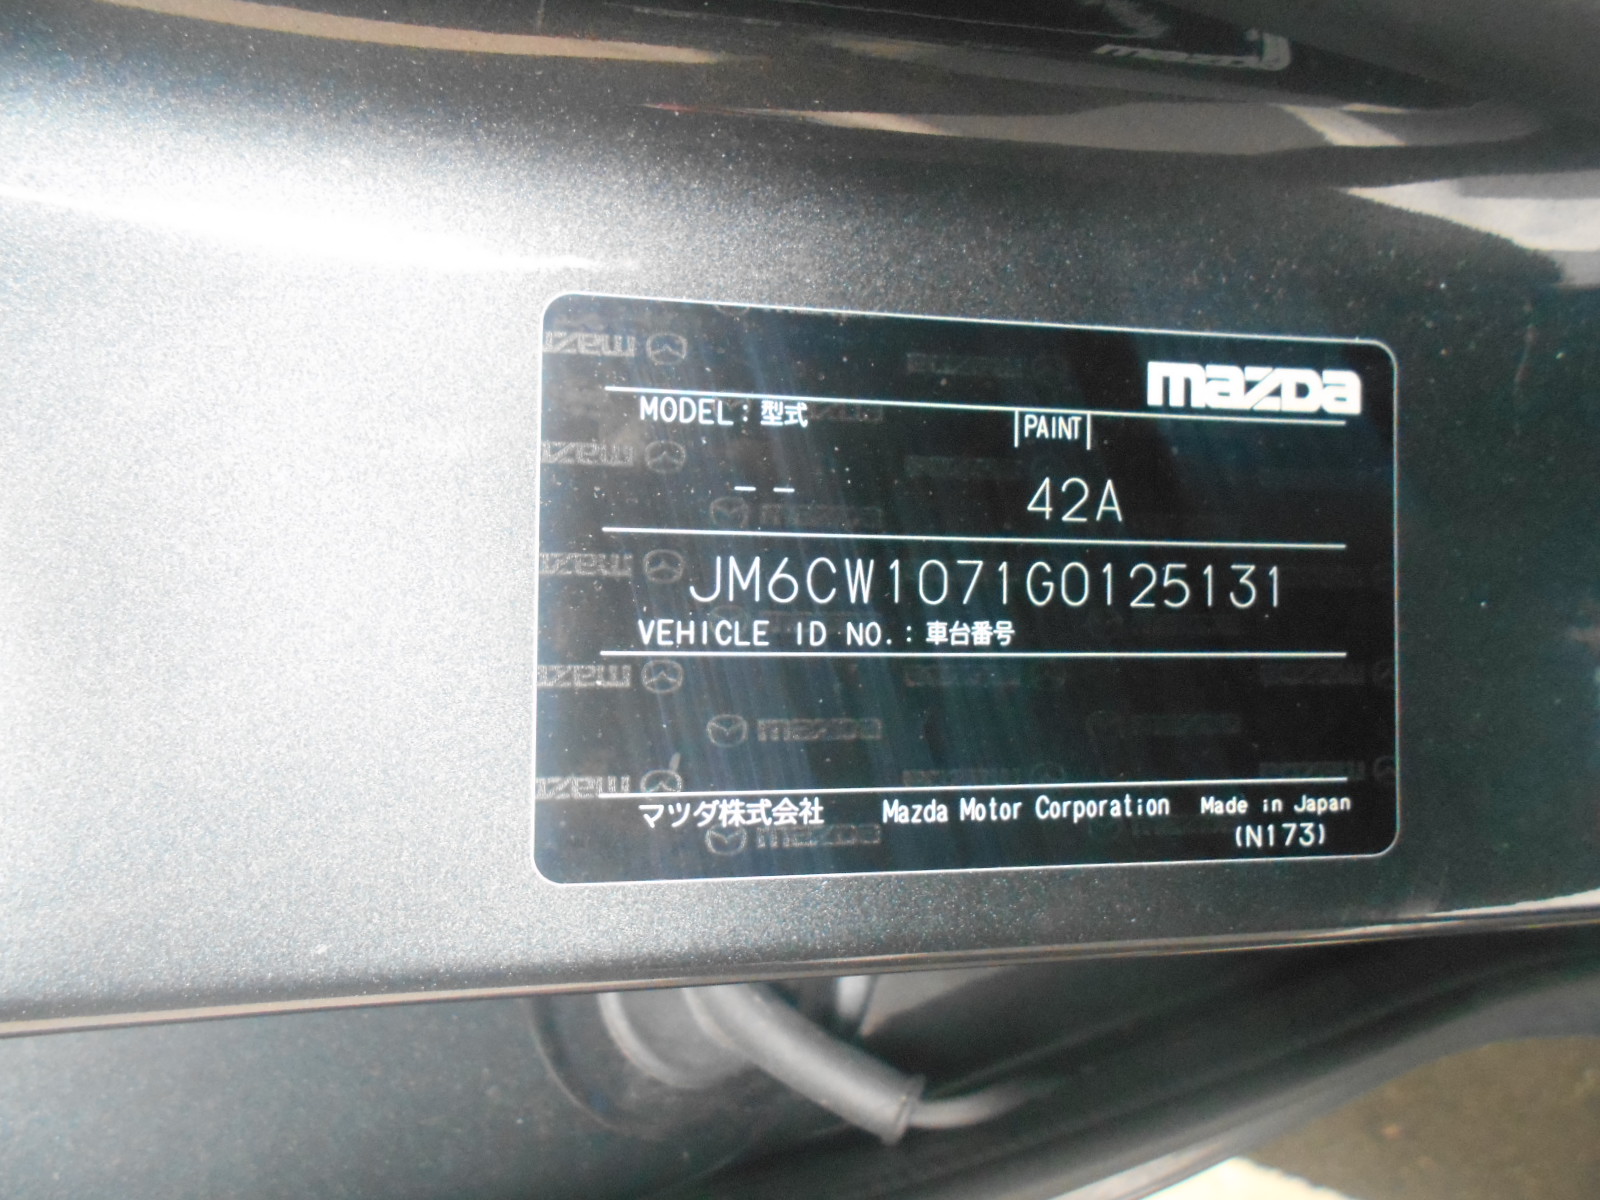 mazda
MODEL : 型式
PAINT
-- 42A
JM6CW1071G0125131
VEHICLE ID NO. : 車台番号
マツダ株式会社 Mazda Motor Corporation Made in Japan
(N173)